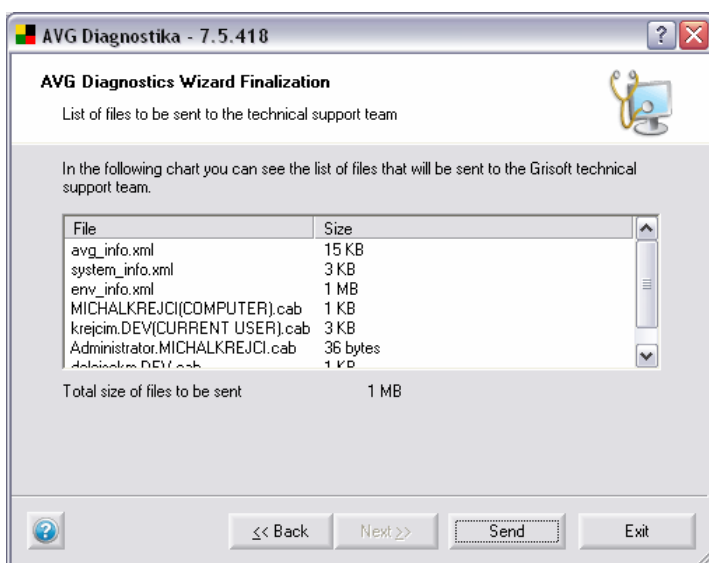 AVG Diagnostika - 7.5.418
AVG Diagnostics Wizard Finalization
List of files to be sent to the technical support team
In the following chart you can see the list of files that will be sent to the Grisoft technical
support team.
File Size
avg_info.xml 15 KB
system_info.xml 3 KB
env_info.xml 1 MB
MICHALKREJCI(COMPUTER).cab 1 KB
krejcim.DEV(CURRENT USER).cab 3 KB
Administrator.MICHALKREJCI.cab 36 bytes
1 KB
Total size of files to be sent 1 MB
<< Back Next >> Send Exit